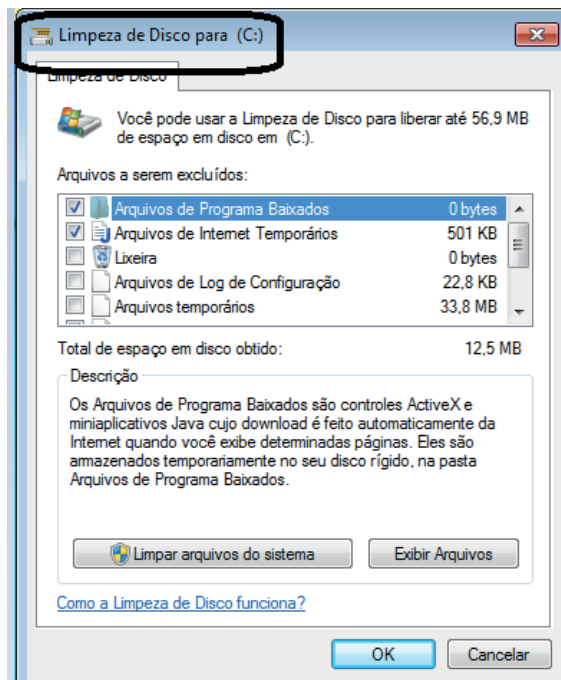 Limpeza de Disco para (C:)
Limpeza de Disco
Você pode usar a Limpeza de Disco para liberar até 56,9 MB
de espaço em disco em (C:).
Arquivos a serem excluídos:
Arquivos de Programa Baixados 0 bytes
Arquivos de Internet Temporários 501 KB
Lixeira 0 bytes
Arquivos de Log de Configuração 22,8 KB
Arquivos temporários 33,8 MB
Total de espaço em disco obtido: 12,5 MB
Descrição
Os Arquivos de Programa Baixados são controles ActiveX e
miniaplicativos Java cujo download é feito automaticamente da
Internet quando você exibe determinadas páginas. Eles são
armazenados temporariamente no seu disco rígido, na pasta
Arquivos de Programa Baixados.
Limpar arquivos do sistema Exibir Arquivos
Como a Limpeza de Disco funciona?
OK Cancelar